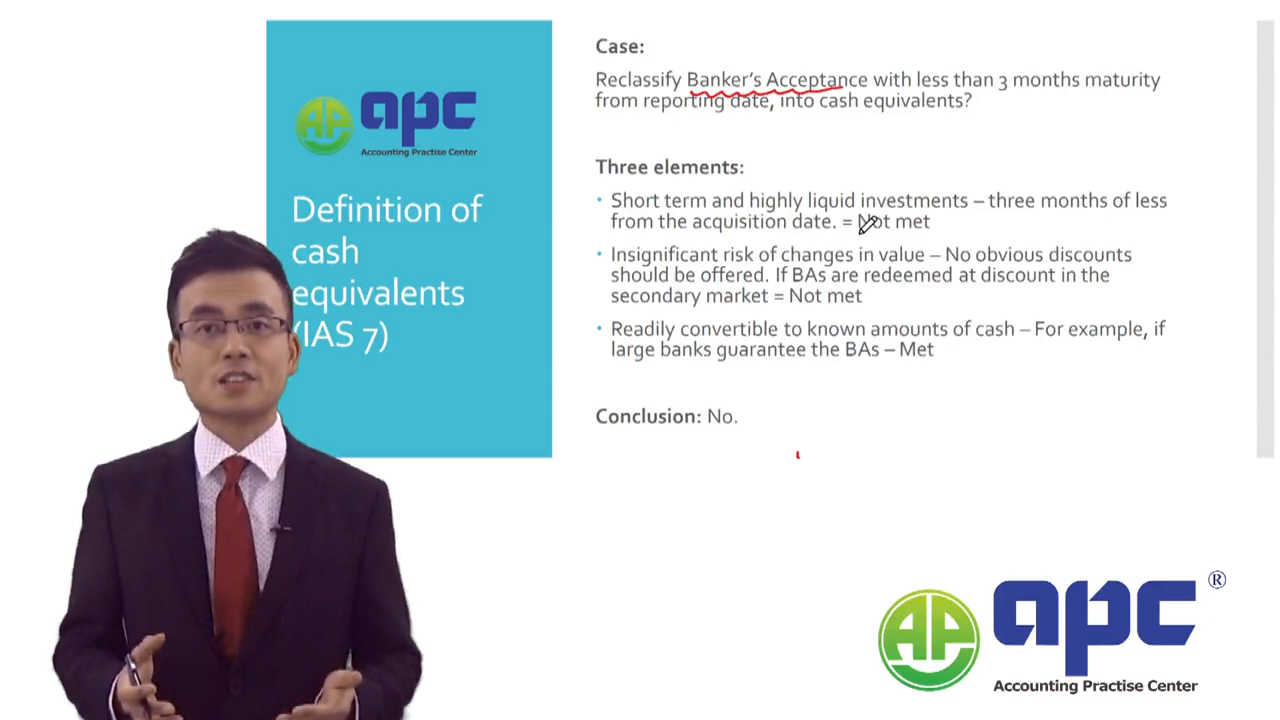 AP apc
Accounting Practise Center
Definition of
cash
equivalents
(IAS 7)
Case:
Reclassify Banker's Acceptance with less than 3 months maturity
from reporting date, into cash equivalents?
Three elements:
• Short term and highly liquid investments – three months of less
from the acquisition date. = Not met
• Insignificant risk of changes in value – No obvious discounts
should be offered. If BAs are redeemed at discount in the
secondary market = Not met
• Readily convertible to known amounts of cash – For example, if
large banks guarantee the BAs – Met
Conclusion: No.
AP apc ®
Accounting Practise Center